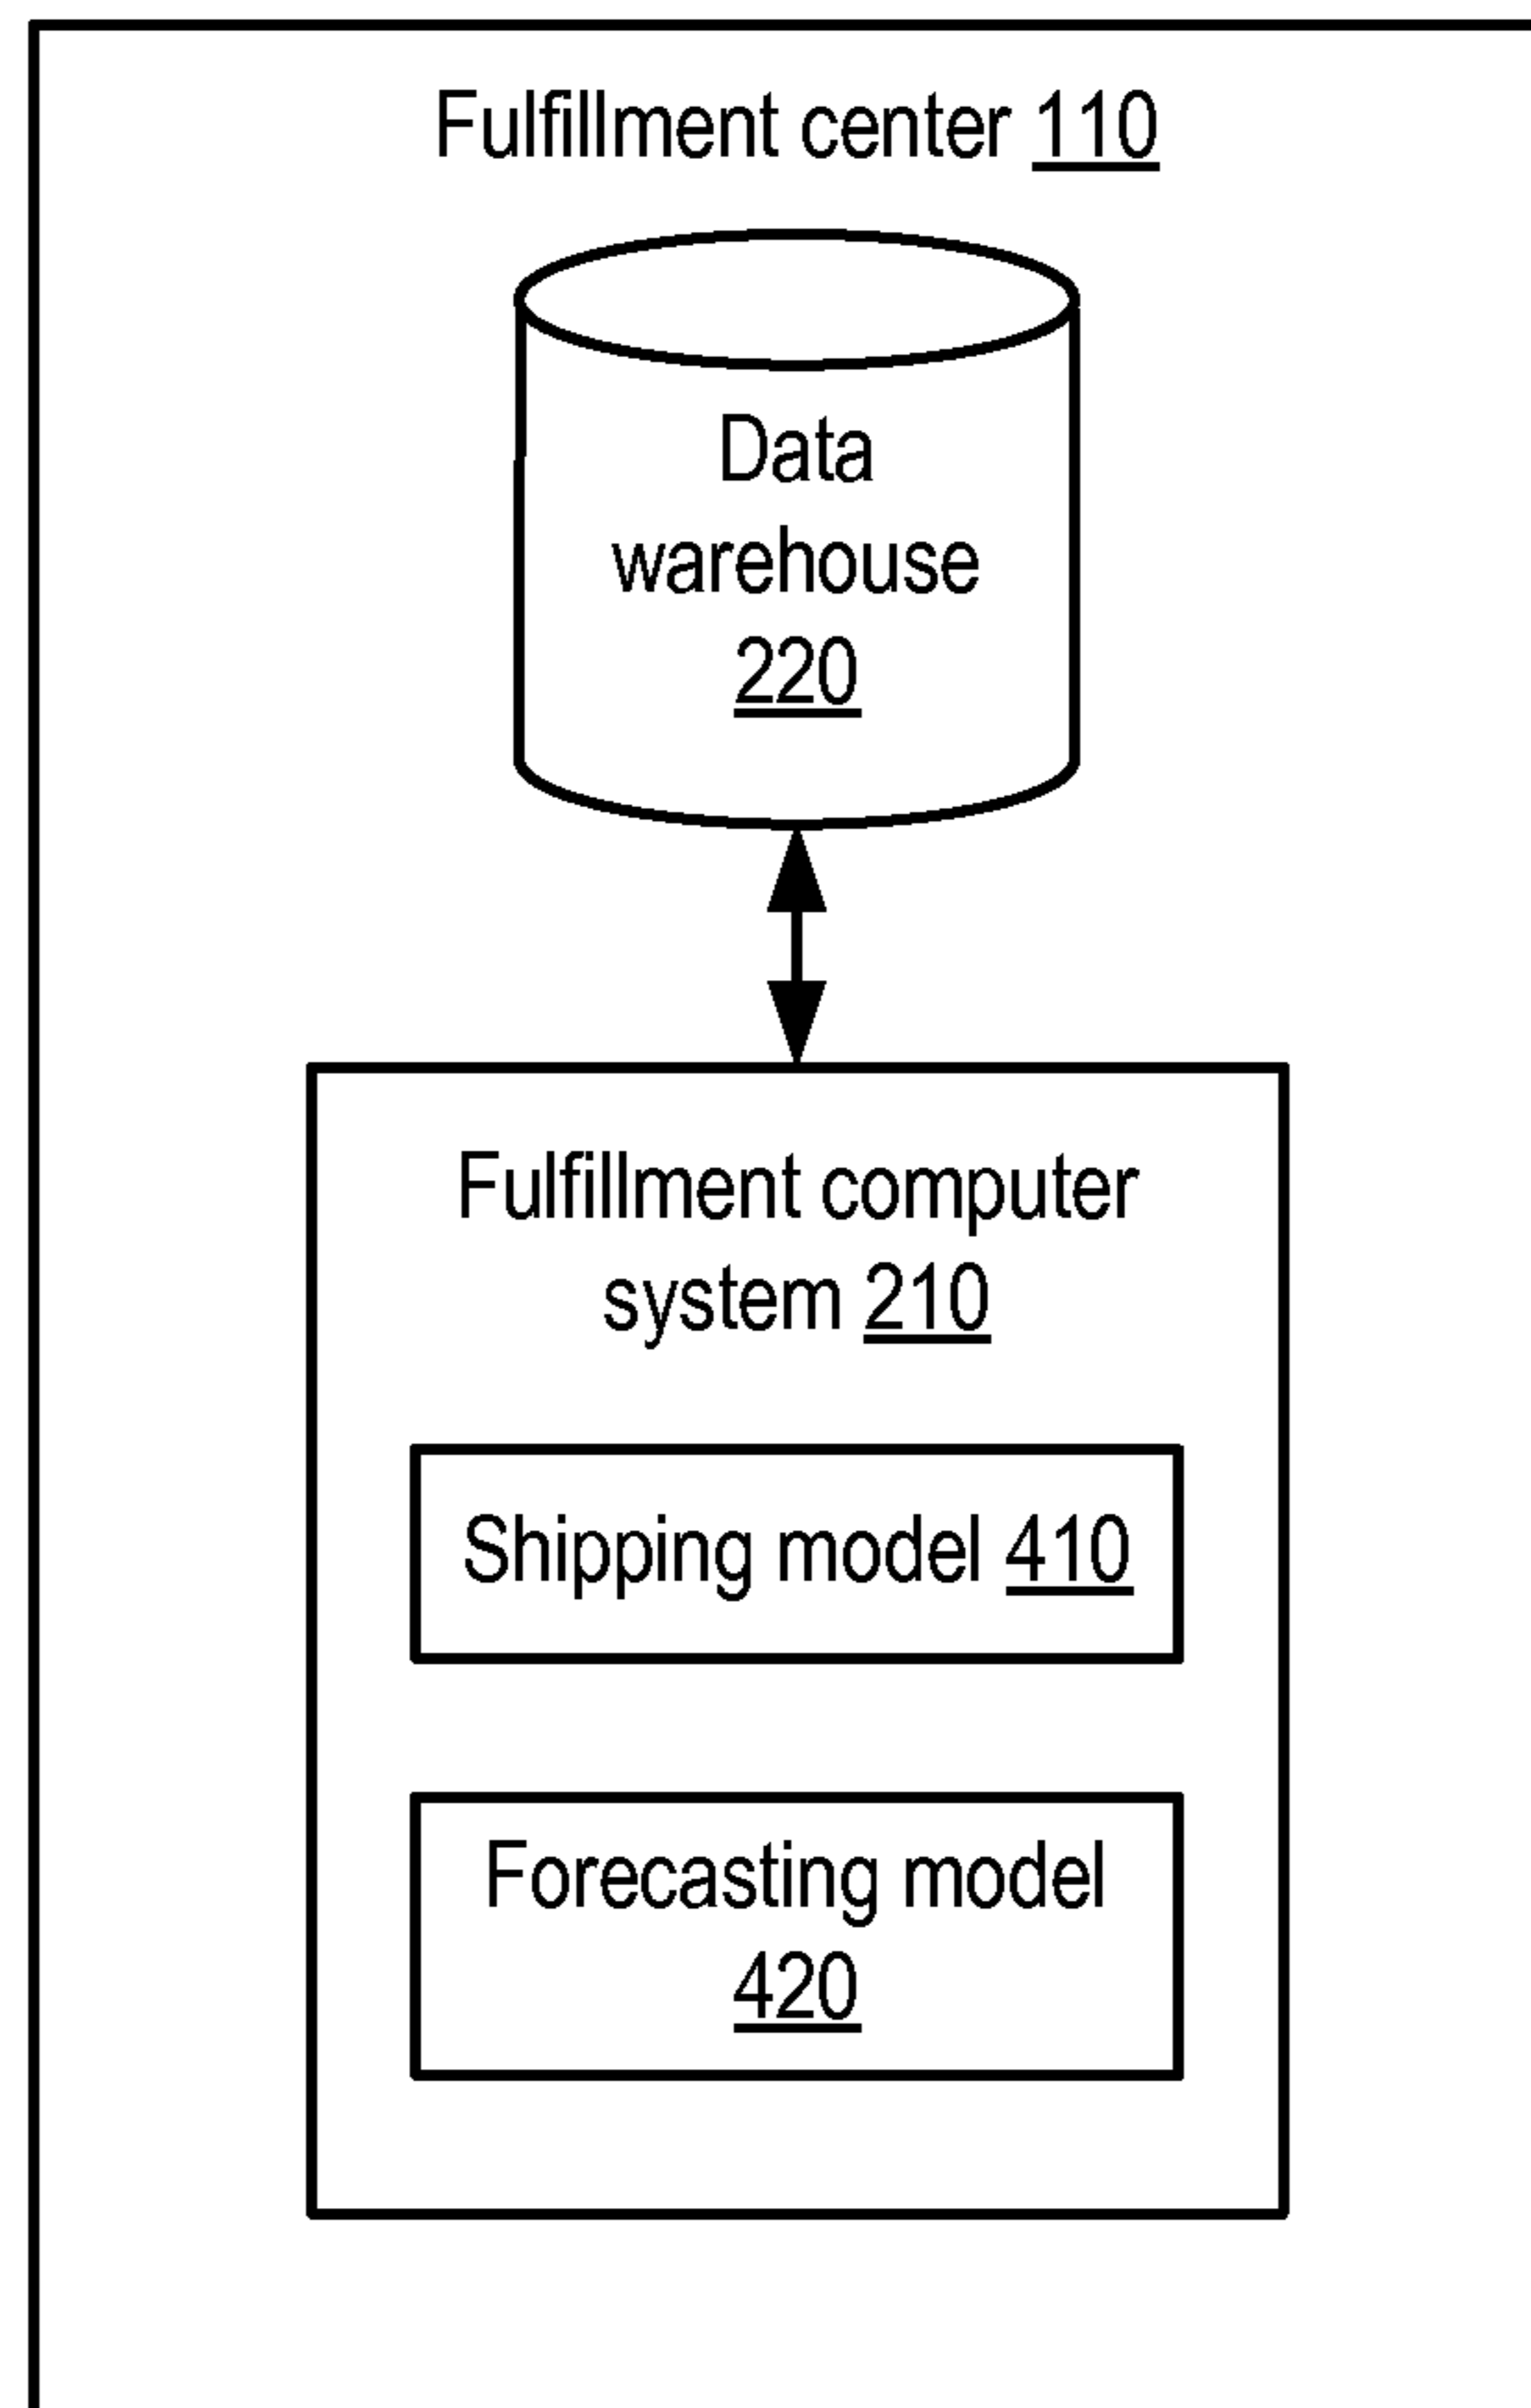 Fulfillment center 110
Data
warehouse
220
Fulfillment computer
system 210
Shipping model 410
Forecasting model
420